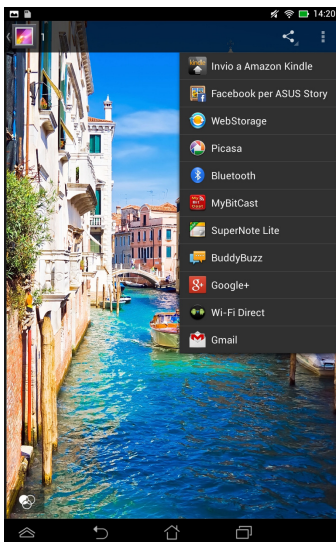 14:20
1
Invio a Amazon Kindle
Facebook per ASUS Story
WebStorage
Picasa
Bluetooth
MyBitCast
SuperNote Lite
BuddyBuzz
Google+
Wi-Fi Direct
Gmail